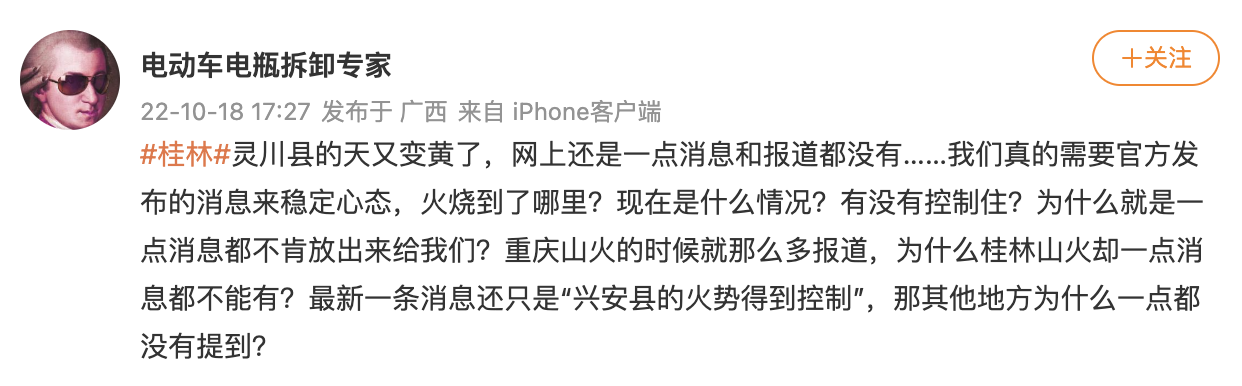 电动车电瓶拆卸专家
＋关注
22-10-18 17:27 发布于 广西 来自 iPhone客户端
#桂林#灵川县的天又变黄了，网上还是一点消息和报道都没有……我们真的需要官方发
布的消息来稳定心态，火烧到了哪里？现在是什么情况？有没有控制住？为什么就是一
点消息都不肯放出来给我们？重庆山火的时候就那么多报道，为什么桂林山火却一点消
息都不能有？最新一条消息还只是“兴安县的火势得到控制”，那其他地方为什么一点都
没有提到？